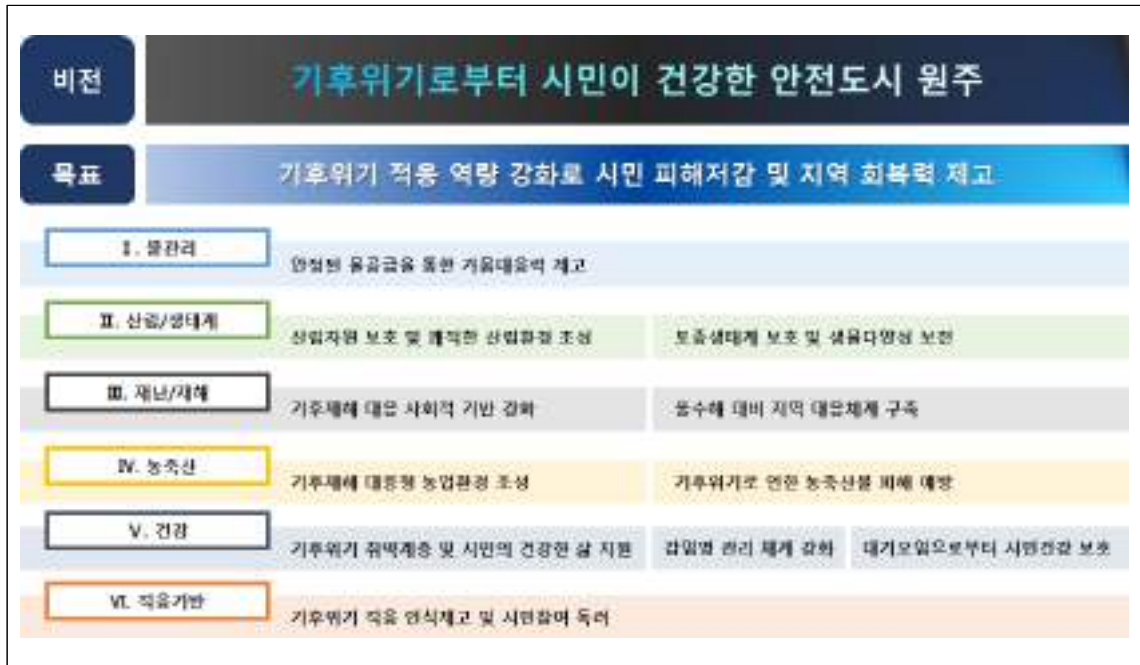 비전
기후위기로부터 시민이 건강한 안전도시 원주
목표
기후위기 적응 역량 강화로 시민 피해저감 및 지역 회복력 제고
Ⅰ. 물관리
안정된 물공급을 통한 가뭄대응력 제고
Ⅱ. 산림/생태계
산림자원 보호 및 쾌적한 산림환경 조성
토종생태계 보호 및 생물다양성 보전
Ⅲ. 재난/재해
기후재해 대응 사회적 기반 강화
풍수해 대비 지역 대응체계 구축
Ⅳ. 농축산
기후재해 대응형 농업환경 조성
기후위기로 인한 농축산물 피해 예방
Ⅴ. 건강
기후위기 취약계층 및 시민의 건강한 삶 지원
감염병 관리 체계 강화
대기오염으로부터 시민건강 보호
Ⅵ. 적응기반
기후위기 적응 인식제고 및 시민참여 독려